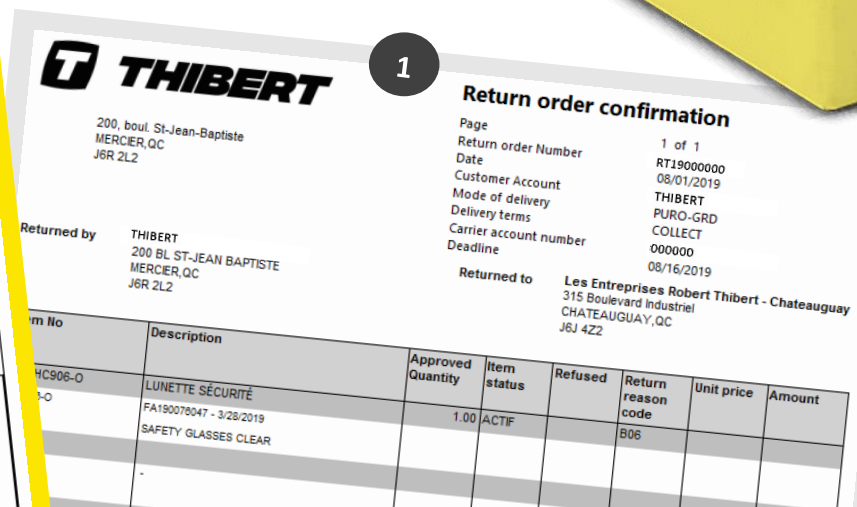 THIBERT
1
200, boul. St-Jean-Baptiste
MERCIER,QC
J6R 2L2
Return order confirmation
Page 1 of 1
Return order Number RT19000000
Date 08/01/2019
Customer Account THIBERT
Mode of delivery PURO-GRD
Delivery terms COLLECT
Carrier account number 000000
Deadline 08/16/2019
Returned by THIBERT
200 BL ST-JEAN BAPTISTE
MERCIER,QC
J6R 2L2
Returned to Les Entreprises Robert Thibert - Chateauguay
315 Boulevard Industriel
CHATEAUGUAY,QC
J6J 4Z2
em No Description Approved Quantity Item status Refused Return reason code Unit price Amount
HC906-O LUNETTE SÉCURITÉ 1.00 ACTIF B06
-O FA190076047 - 3/28/2019
SAFETY GLASSES CLEAR
-